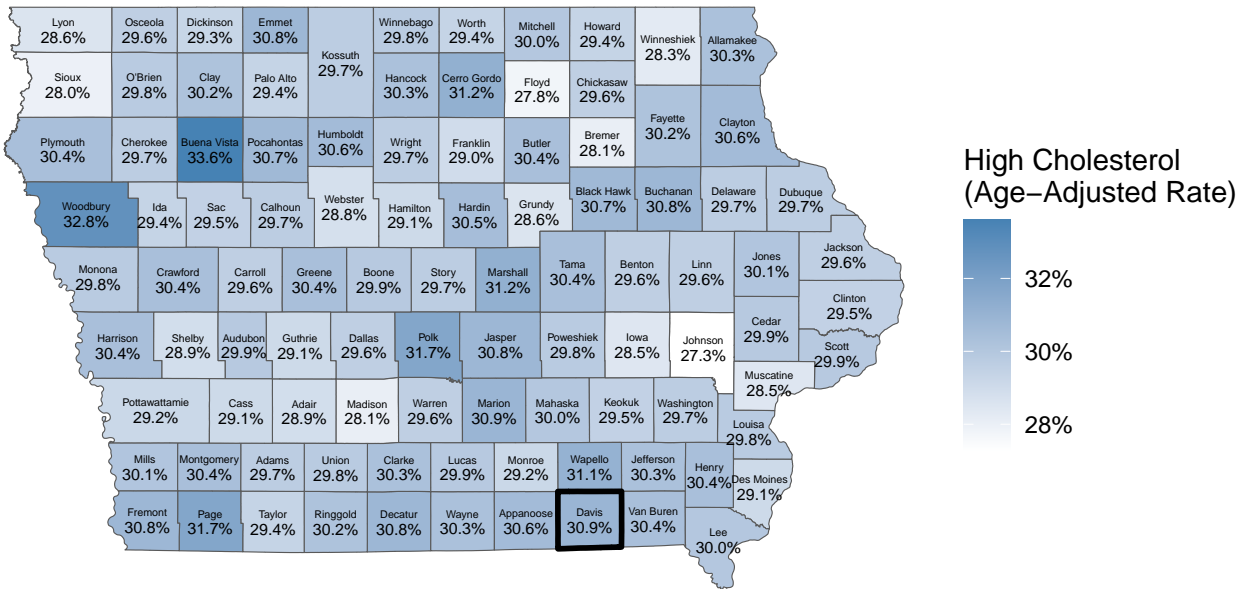 Lyon
28.6%
Osceola
29.6%
Dickinson
29.3%
Emmet
30.8%
Kossuth
29.7%
Winnebago
29.8%
Worth
29.4%
Mitchell
30.0%
Howard
29.4%
Winneshiek
28.3%
Allamakee
30.3%
Sioux
28.0%
O'Brien
29.8%
Clay
30.2%
Palo Alto
29.4%
Hancock
30.3%
Cerro Gordo
31.2%
Floyd
27.8%
Chickasaw
29.6%
Fayette
30.2%
Clayton
30.6%
Plymouth
30.4%
Cherokee
29.7%
Buena Vista
33.6%
Pocahontas
30.7%
Humboldt
30.6%
Wright
29.7%
Franklin
29.0%
Butler
30.4%
Bremer
28.1%
Woodbury
32.8%
Ida
29.4%
Sac
29.5%
Calhoun
29.7%
Webster
28.8%
Hamilton
29.1%
Hardin
30.5%
Grundy
28.6%
Black Hawk
30.7%
Buchanan
30.8%
Delaware
29.7%
Dubuque
29.7%
Monona
29.8%
Crawford
30.4%
Carroll
29.6%
Greene
30.4%
Boone
29.9%
Story
29.7%
Marshall
31.2%
Tama
30.4%
Benton
29.6%
Linn
29.6%
Jones
30.1%
Jackson
29.6%
Clinton
29.5%
Harrison
30.4%
Shelby
28.9%
Audubon
29.9%
Guthrie
29.1%
Dallas
29.6%
Polk
31.7%
Jasper
30.8%
Poweshiek
29.8%
Iowa
28.5%
Johnson
27.3%
Cedar
29.9%
Scott
29.9%
Muscatine
28.5%
Pottawattamie
29.2%
Cass
29.1%
Adair
28.9%
Madison
28.1%
Warren
29.6%
Marion
30.9%
Mahaska
30.0%
Keokuk
29.5%
Washington
29.7%
Louisa
29.8%
Mills
30.1%
Montgomery
30.4%
Adams
29.7%
Union
29.8%
Clarke
30.3%
Lucas
29.9%
Monroe
29.2%
Wapello
31.1%
Jefferson
30.3%
Henry
30.4%
Des Moines
29.1%
Fremont
30.8%
Page
31.7%
Taylor
29.4%
Ringgold
30.2%
Decatur
30.8%
Wayne
30.3%
Appanoose
30.6%
Davis
30.9%
Van Buren
30.4%
Lee
30.0%
High Cholesterol
(Age−Adjusted Rate)
32%
30%
28%